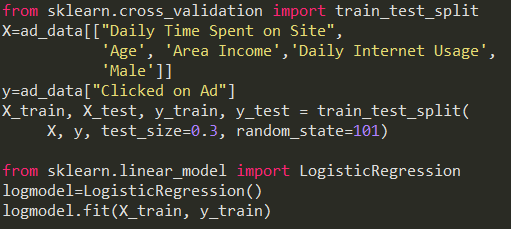 from sklearn.cross_validation import train_test_split
X=ad_data[["Daily Time Spent on Site",
           'Age', 'Area Income','Daily Internet Usage',
           'Male']]
y=ad_data["Clicked on Ad"]
X_train, X_test, y_train, y_test = train_test_split(
     X, y, test_size=0.3, random_state=101)

from sklearn.linear_model import LogisticRegression
logmodel=LogisticRegression()
logmodel.fit(X_train, y_train)